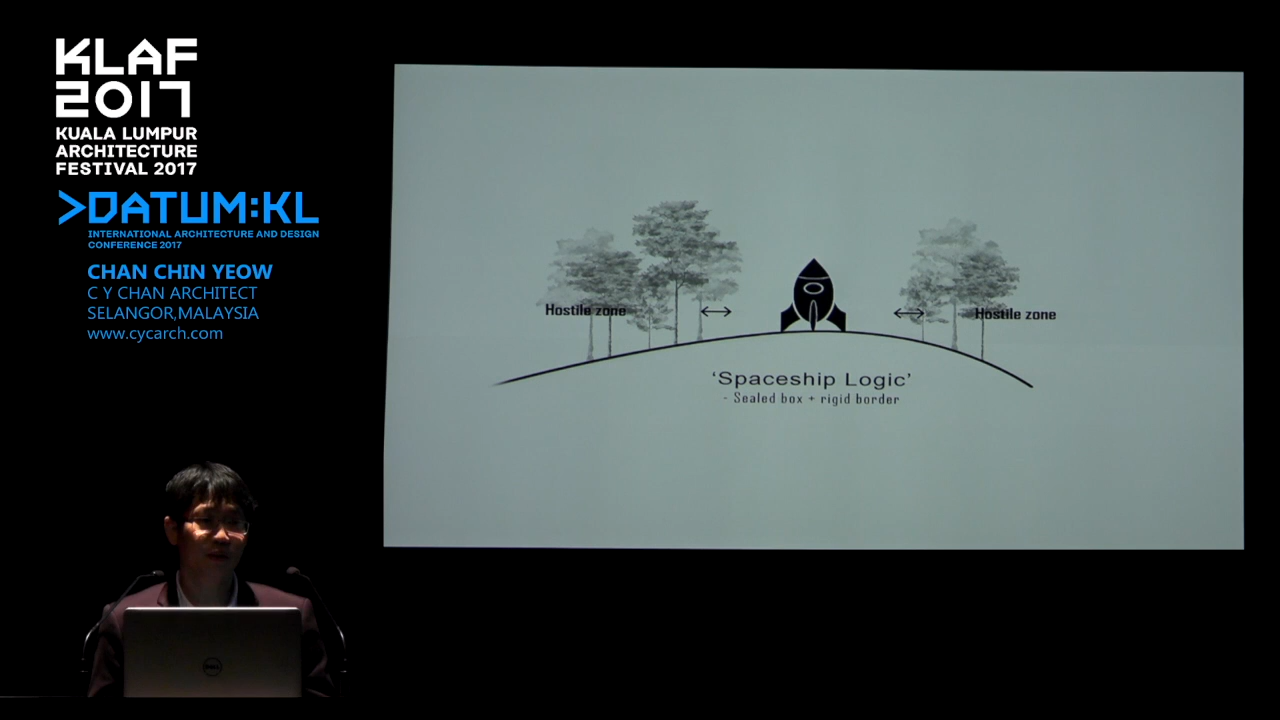 KLAF
2017
KUALA LUMPUR
ARCHITECTURE
FESTIVAL 2017
>DATUM:KL
INTERNATIONAL ARCHITECTURE AND DESIGN
CONFERENCE 2017
CHAN CHIN YEOW
C Y CHAN ARCHITECT
SELANGOR,MALAYSIA
www.cycarch.com
Hostile zone
Hostile zone
'Spaceship Logic'
- Sealed box + rigid border
DELL